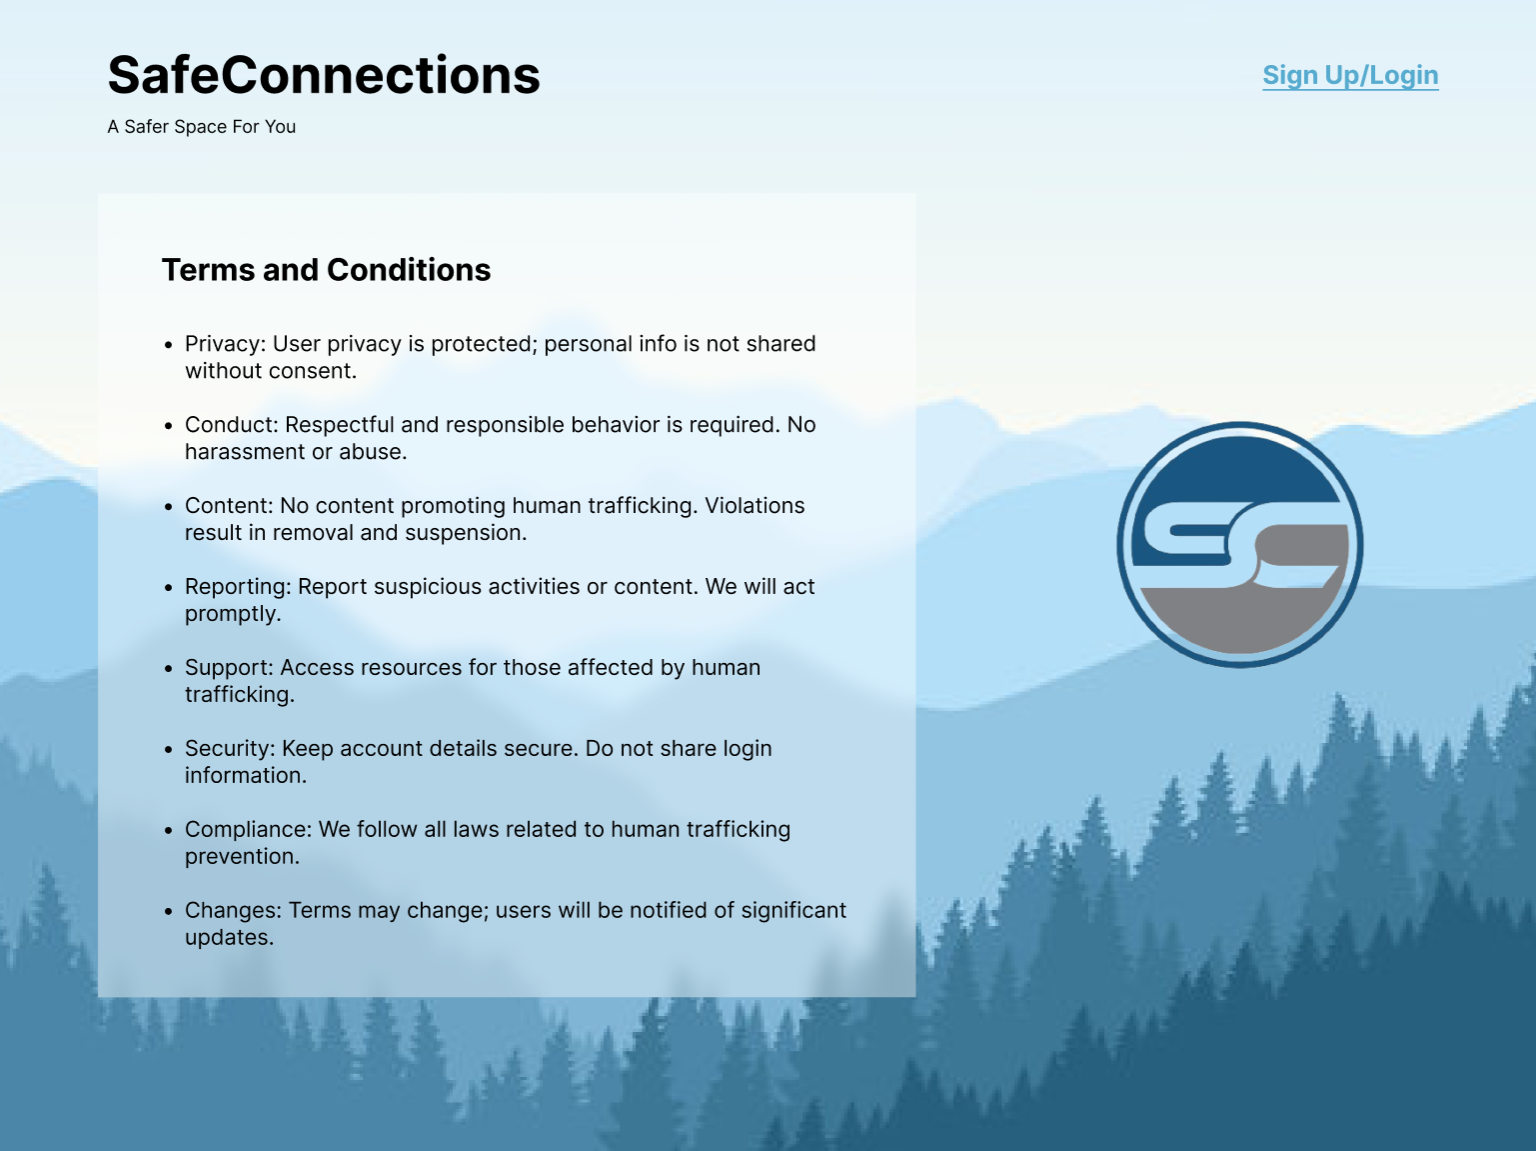 SafeConnections
Sign Up/Login
A Safer Space For You
Terms and Conditions
• Privacy: User privacy is protected; personal info is not shared
without consent.
• Conduct: Respectful and responsible behavior is required. No
harassment or abuse.
• Content: No content promoting human trafficking. Violations
result in removal and suspension.
• Reporting: Report suspicious activities or content. We will act
promptly.
• Support: Access resources for those affected by human
trafficking.
• Security: Keep account details secure. Do not share login
information.
• Compliance: We follow all laws related to human trafficking
prevention.
• Changes: Terms may change; users will be notified of significant
updates.
SC